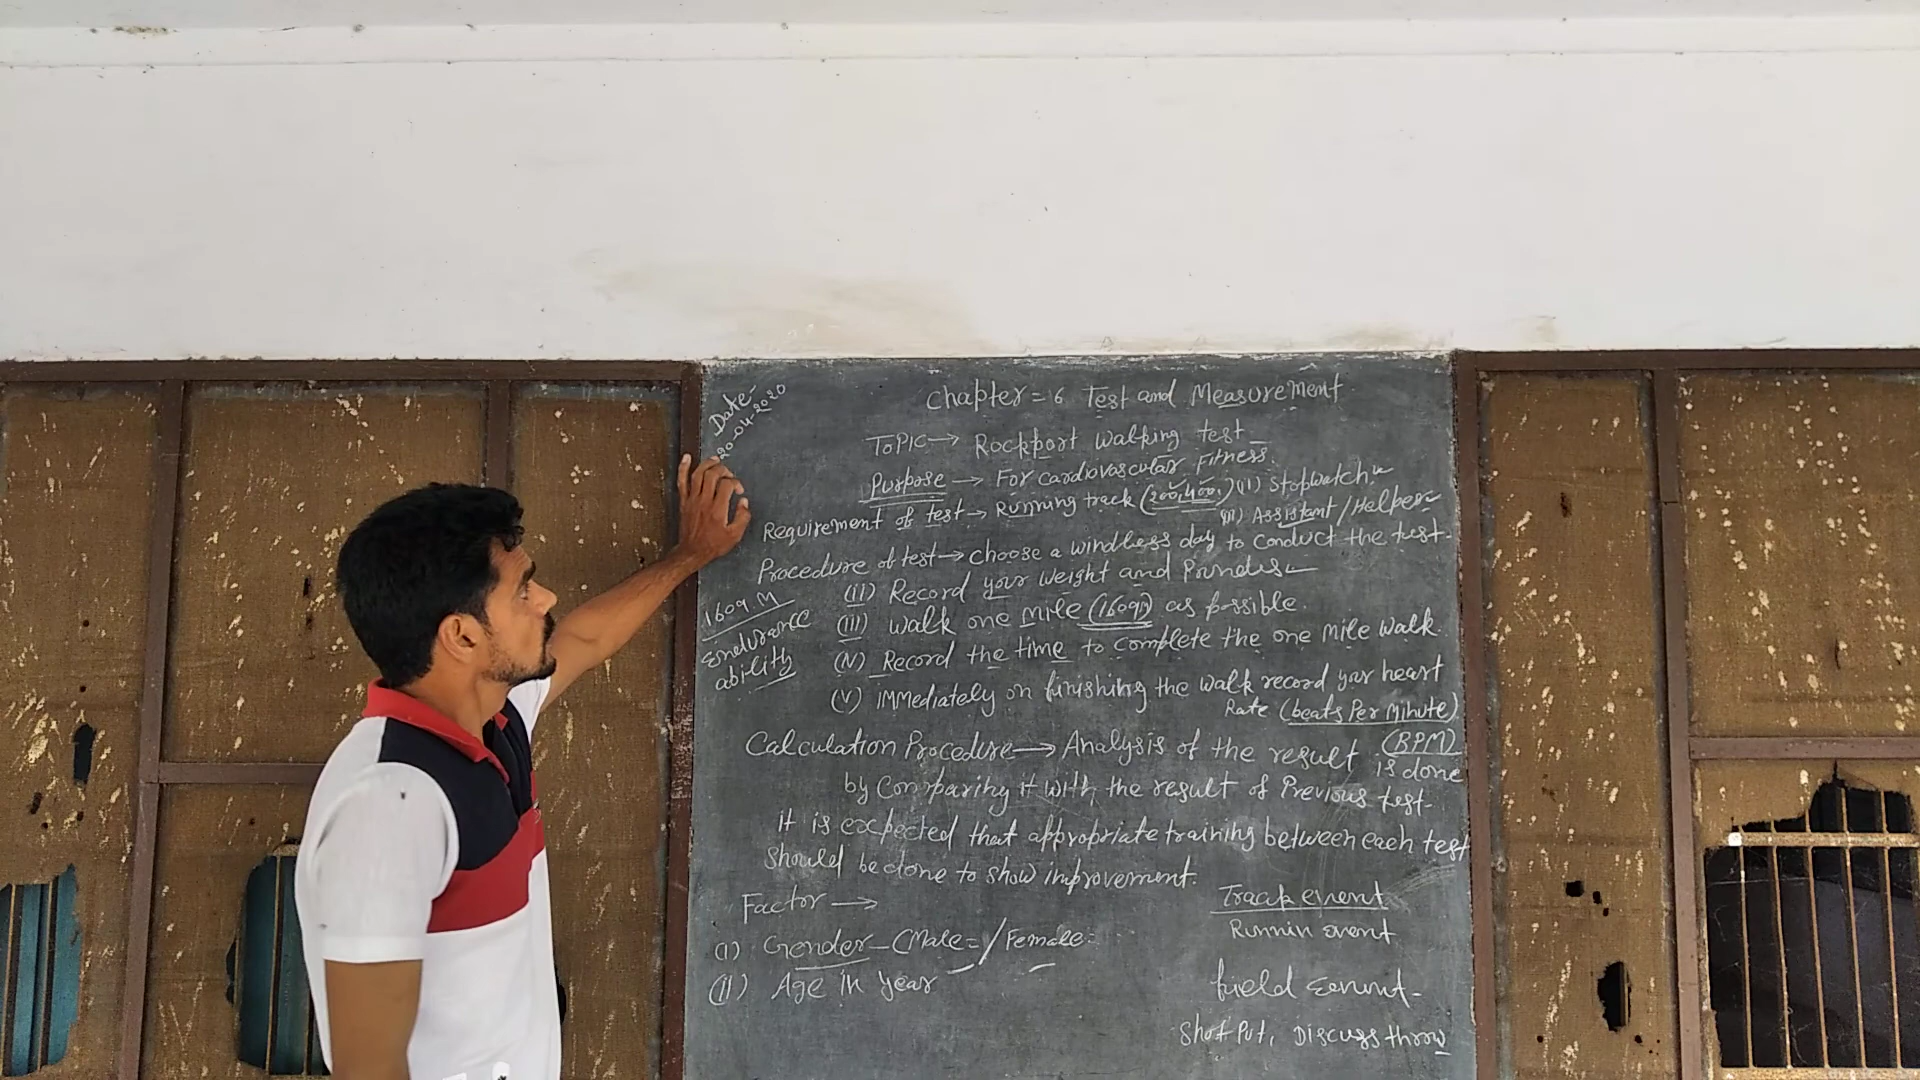 Date-
20-04-2020
Chapter = 6 Test and Measurement
Topic → Rockport Walking test
Purpose → For cardiovascular Fitness.
Requirement of test → Running track (200, 400,) (ii) Stopwatch
(iii) Assistant/Helper
Procedure of test → choose a windless day to conduct the test.
(II) Record your weight and Poundes
(III) walk one mile (1609m) as possible.
(IV) Record the time to complete the one mile walk.
(V) immediately on finishing the walk record your heart
Rate (beats Per Minute)
(BPM)
1609 M
Endurance
ability
Calculation Procedure → Analysis of the result is done
by Comparing it with the result of Previous test-
it is expected that appropriate training between each test
should be done to show improvement.
Factor →
(I) Gender - (Male = / Female =
(II) Age in year
Track event
Runnin event
field event-
Shot Put, Discuss throw